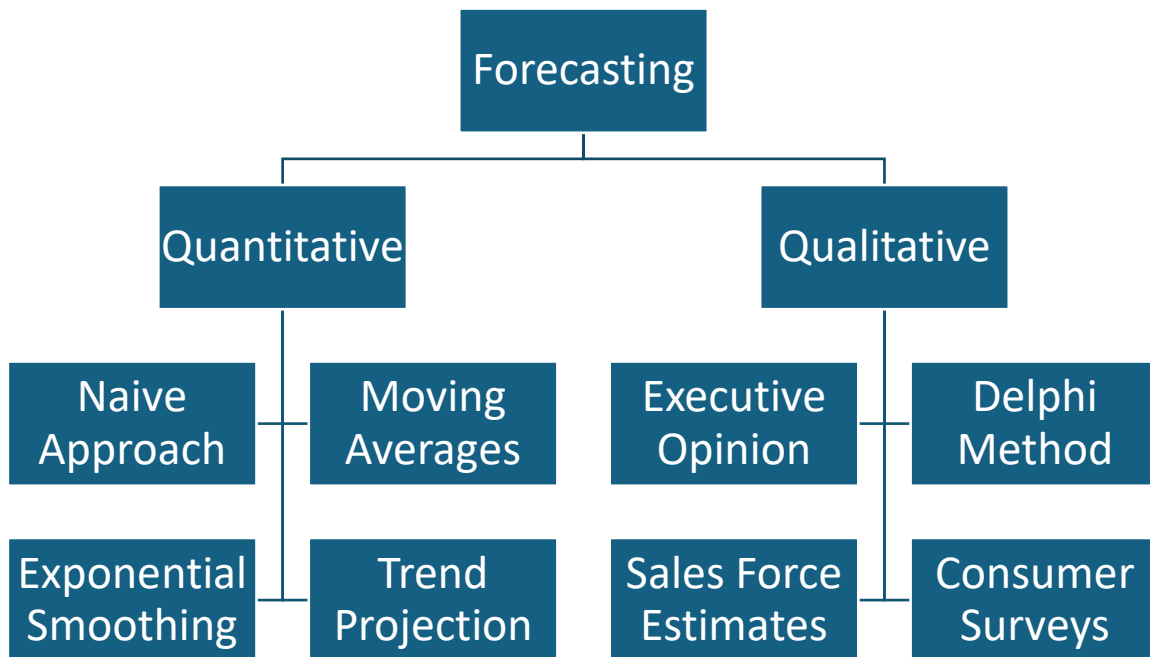 Forecasting
Quantitative
Qualitative
Naive
Approach
Moving
Averages
Executive
Opinion
Delphi
Method
Exponential
Smoothing
Trend
Projection
Sales Force
Estimates
Consumer
Surveys